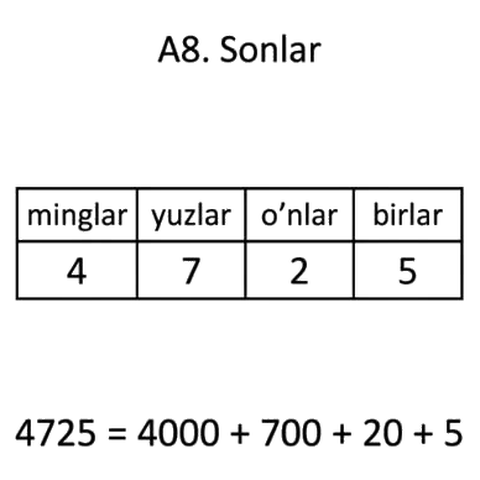 A8. Sonlar
minglar yuzlar o’nlar birlar
4 7 2 5
4725 = 4000 + 700 + 20 + 5